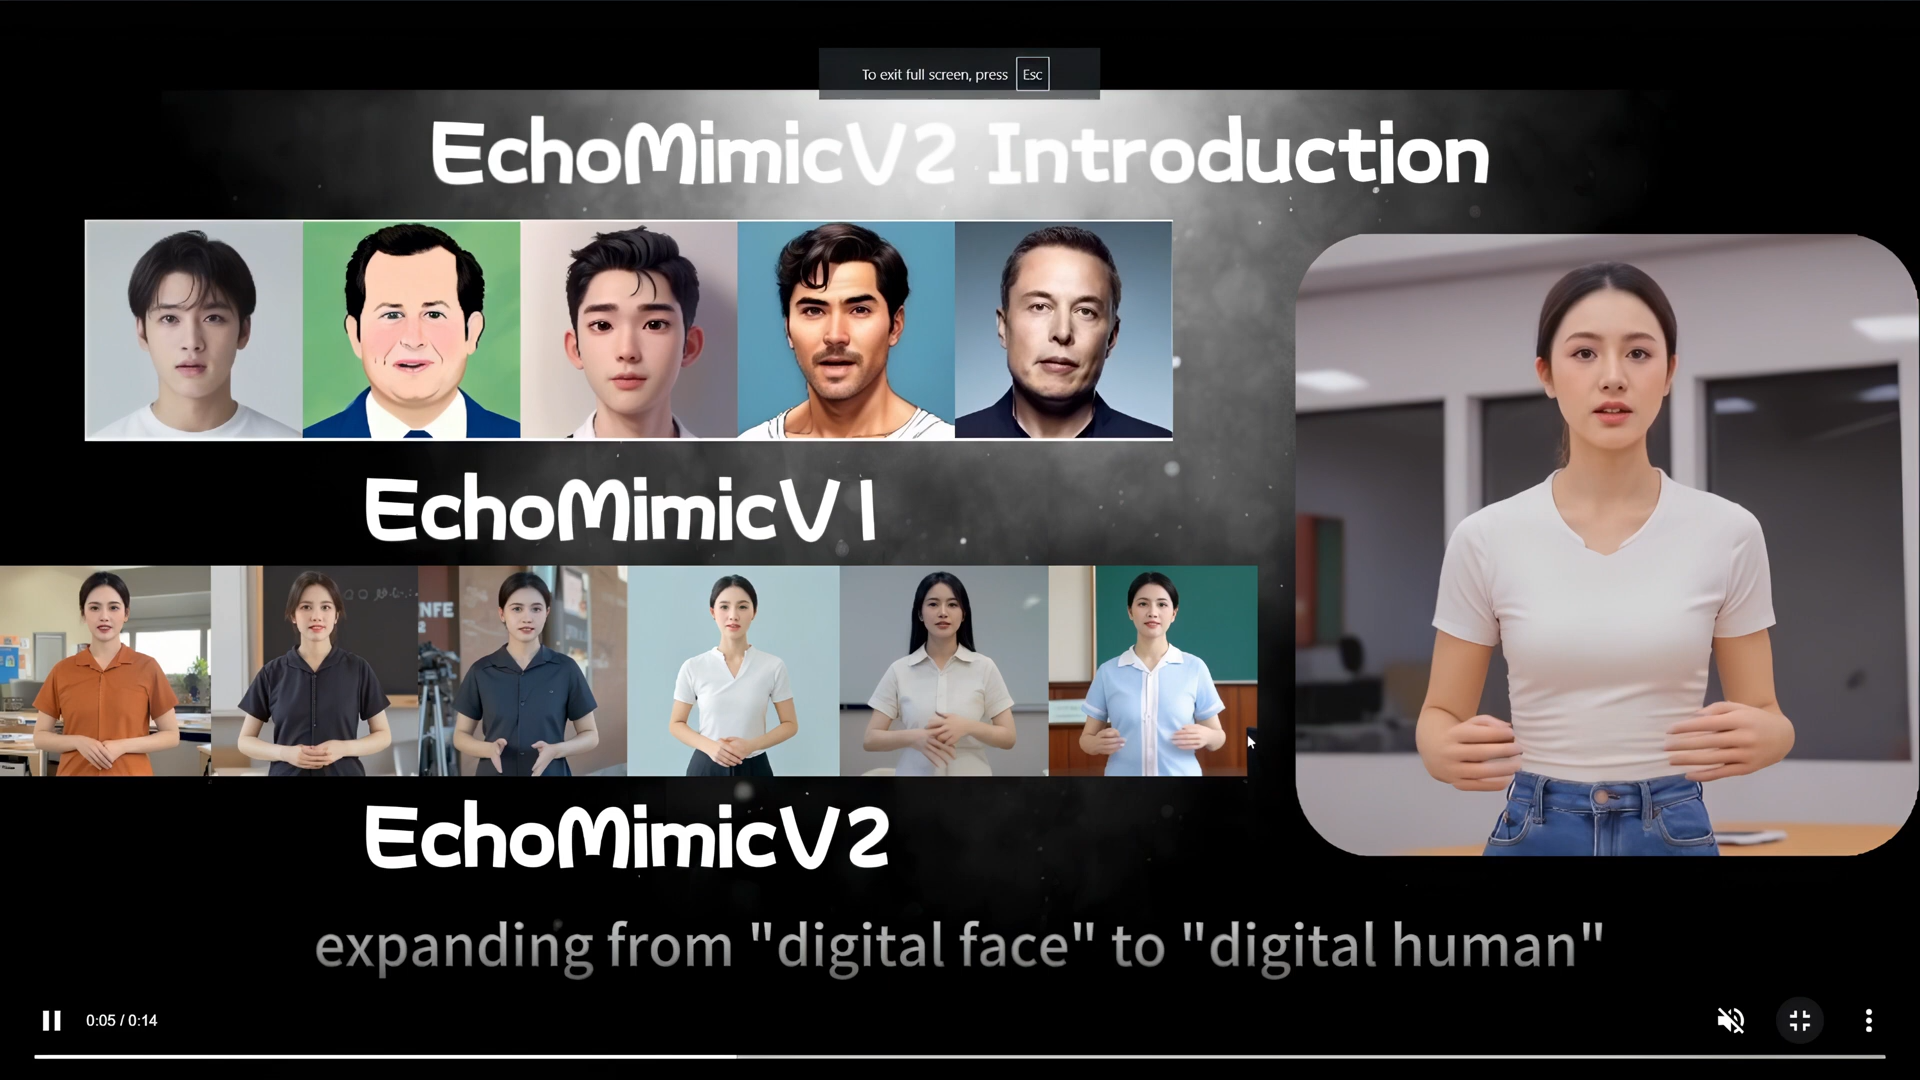 To exit full screen, press Esc
EchoMimicV2 Introduction
EchoMimicV1
NFE
EchoMimicV2
expanding from "digital face" to "digital human"
0:05 / 0:14